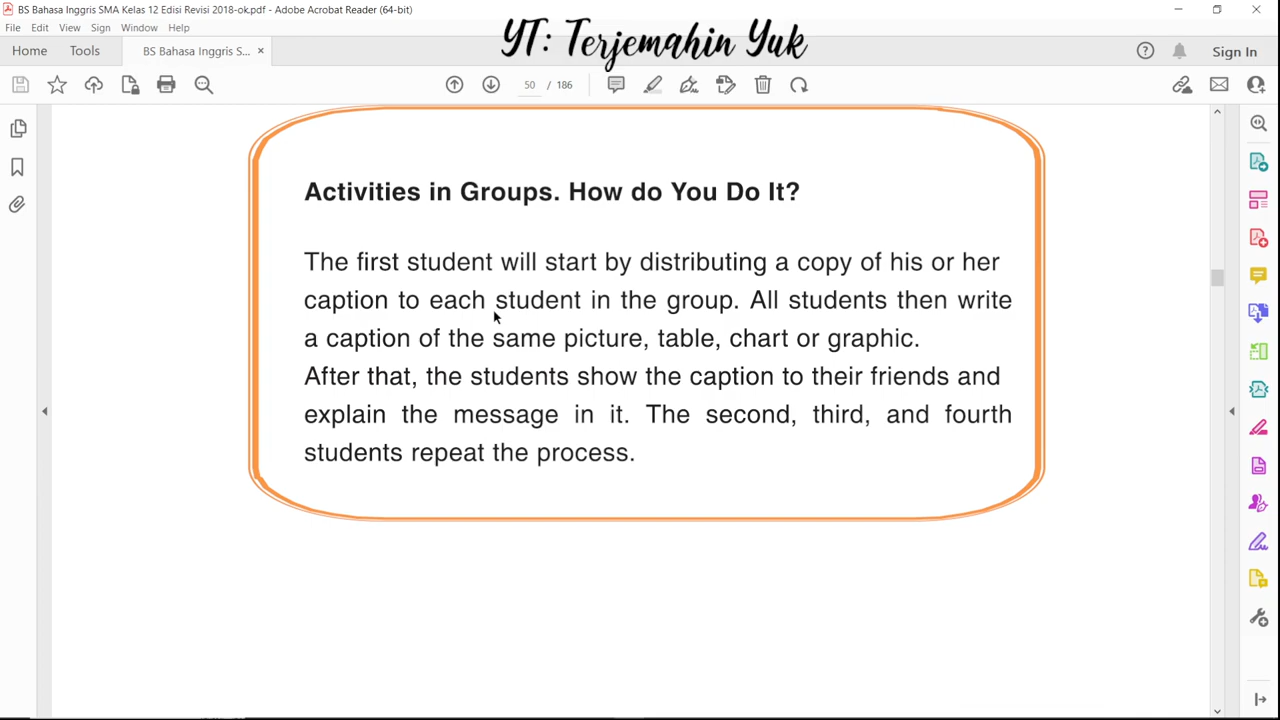 BS Bahasa Inggris SMA Kelas 12 Edisi Revisi 2018-ok.pdf - Adobe Acrobat Reader (64-bit)
YT: Terjemahin Yuk
File Edit View Sign Window Help
Home Tools BS Bahasa Inggris S... × Sign In
50 / 186
Activities in Groups. How do You Do It?
The first student will start by distributing a copy of his or her
caption to each student in the group. All students then write
a caption of the same picture, table, chart or graphic.
After that, the students show the caption to their friends and
explain the message in it. The second, third, and fourth
students repeat the process.